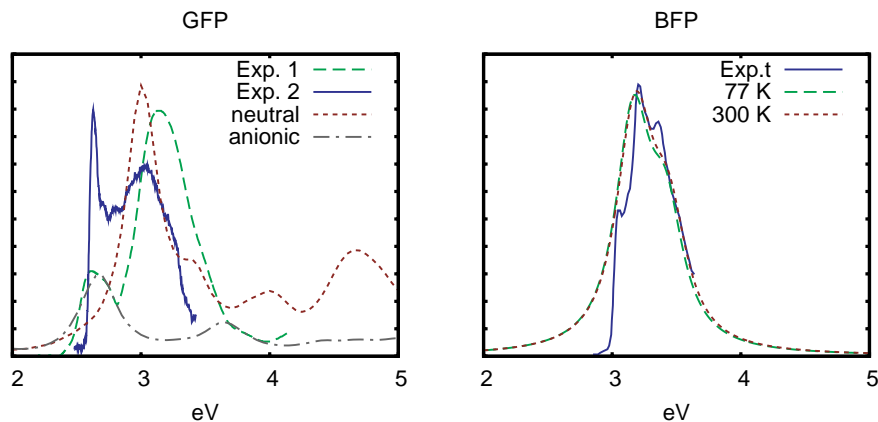 GFP
Exp. 1
Exp. 2
neutral
anionic
2 3 4 5
eV
BFP
Exp.t
77 K
300 K
2 3 4 5
eV